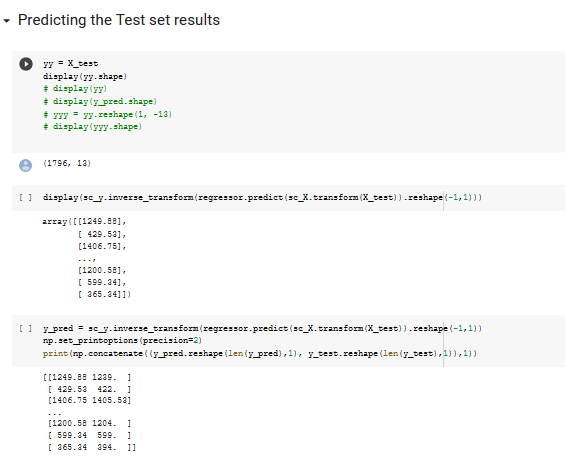 Predicting the Test set results
yy = X_test
display(yy.shape)
# display(yy)
# display(y_pred.shape)
# yyy = yy.reshape(1, -13)
# display(yyy.shape)
(1796, 13)
[ ] display(sc_y.inverse_transform(regressor.predict(sc_X.transform(X_test)).reshape(-1,1)))
array([[1249.88],
[ 429.53],
[1406.75],
...,
[1200.58],
[ 599.34],
[ 365.34]])
[ ] y_pred = sc_y.inverse_transform(regressor.predict(sc_X.transform(X_test)).reshape(-1,1))
np.set_printoptions(precision=2)
print(np.concatenate((y_pred.reshape(len(y_pred),1), y_test.reshape(len(y_test),1)),1))
[[1249.88 1239. ]
[ 429.53 422. ]
[1406.75 1405.53]
...
[1200.58 1204. ]
[ 599.34 599. ]
[ 365.34 394. ]]